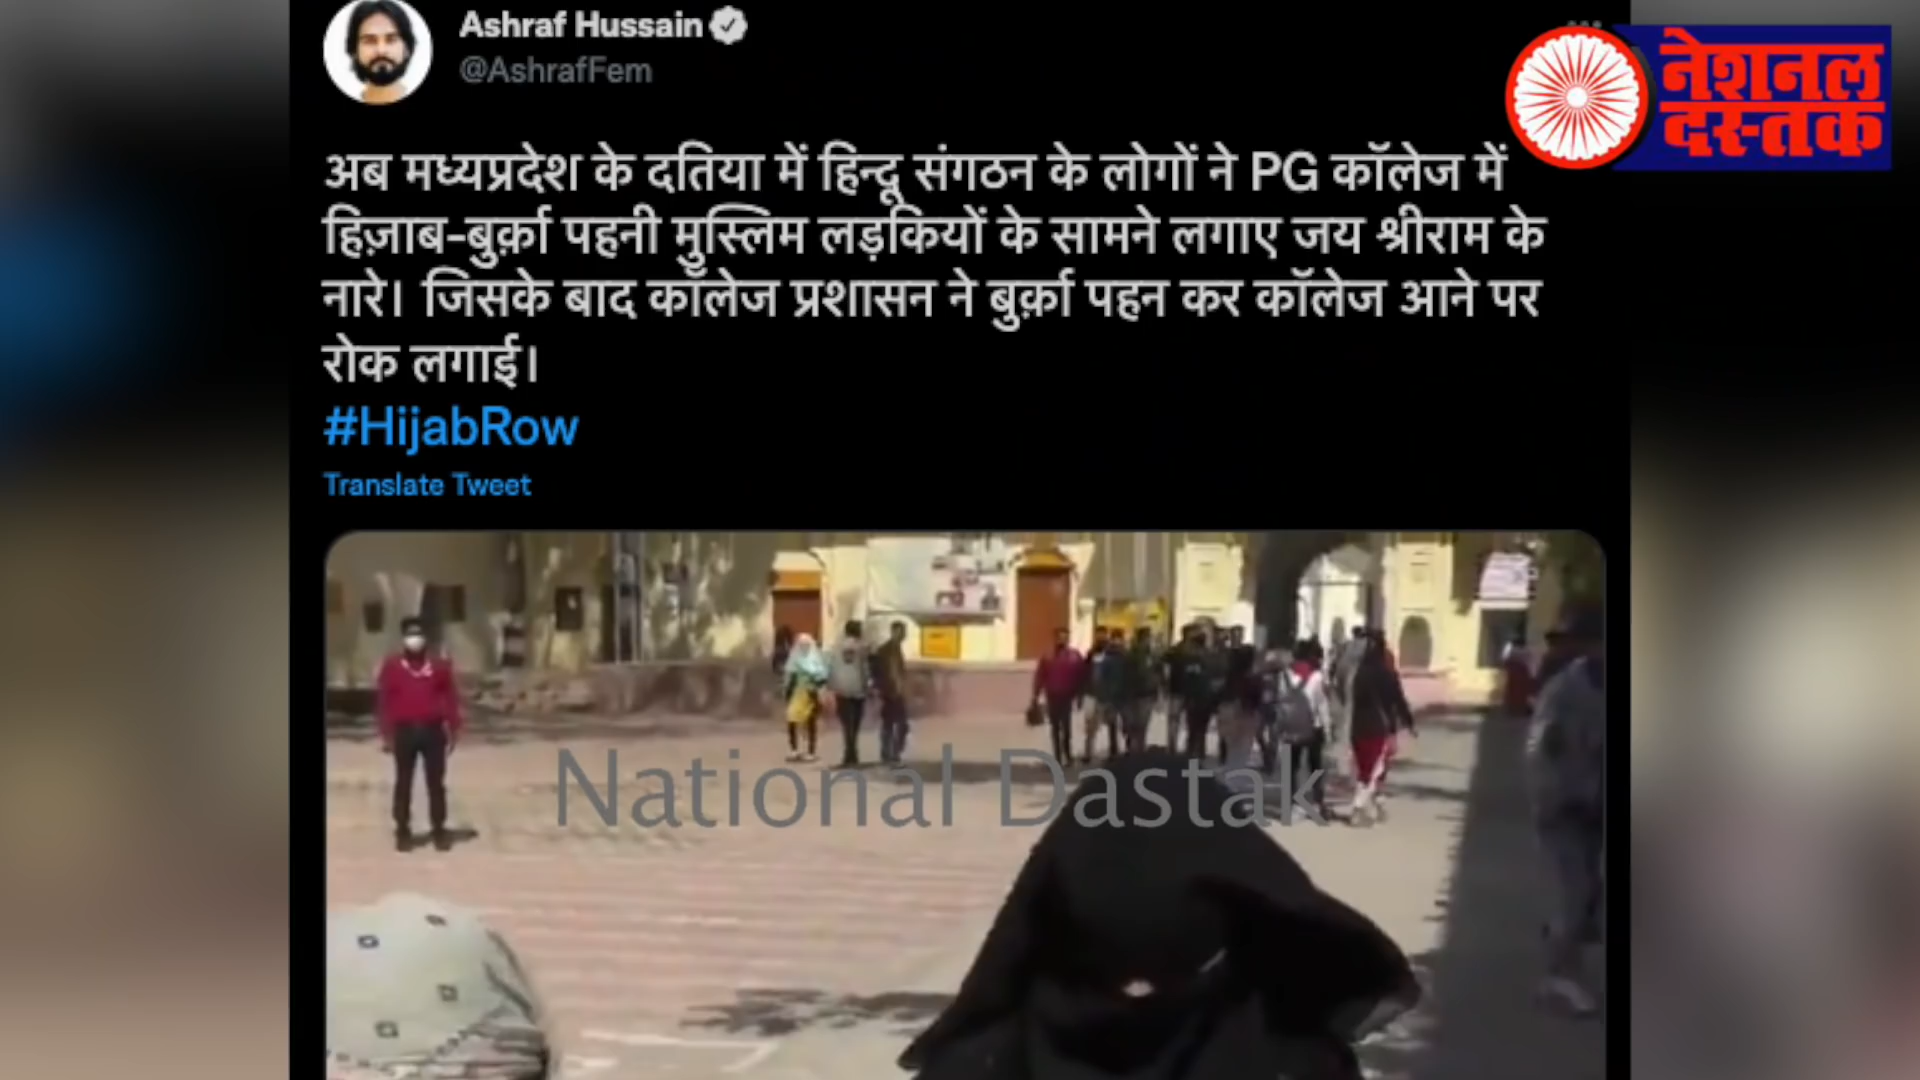 Ashraf Hussain
@AshrafFem
नेशनल
दस्तक
अब मध्यप्रदेश के दतिया में हिन्दू संगठन के लोगों ने PG कॉलेज में
हिज़ाब-बुर्क़ा पहनी मुस्लिम लड़कियों के सामने लगाए जय श्रीराम के
नारे। जिसके बाद कॉलेज प्रशासन ने बुर्क़ा पहन कर कॉलेज आने पर
रोक लगाई।
#HijabRow
Translate Tweet
National Dastak